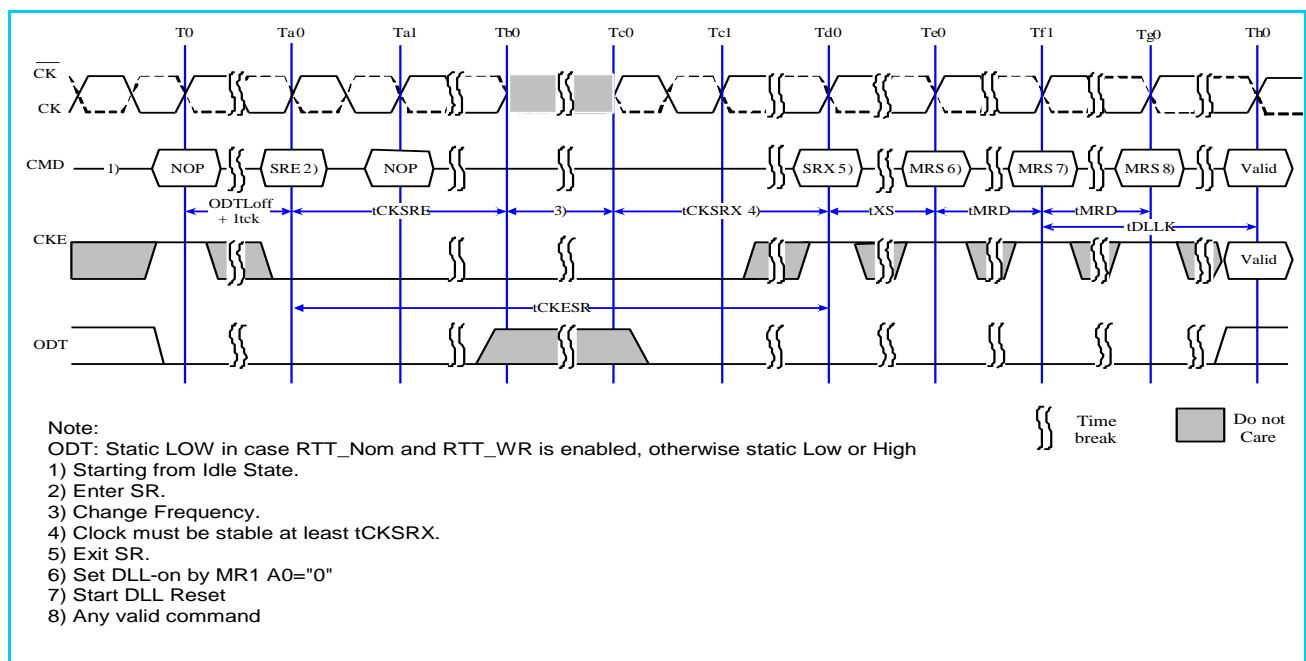 T0 Ta0 Ta1 Tb0 Tc0 Tc1 Td0 Te0 Tf1 Tg0 Th0
CK
CK
CMD 1) NOP SRE 2) NOP SRX 5) MRS 6) MRS 7) MRS 8) Valid
ODTLoff
+ 1tck
tCKSRE 3) tCKSRX 4) tXS tMRD tMRD
tDLLK
CKE
Valid
tCKESR
ODT
Time
break
Do not
Care
Note:
ODT: Static LOW in case RTT_Nom and RTT_WR is enabled, otherwise static Low or High
1) Starting from Idle State.
2) Enter SR.
3) Change Frequency.
4) Clock must be stable at least tCKSRX.
5) Exit SR.
6) Set DLL-on by MR1 A0="0"
7) Start DLL Reset
8) Any valid command